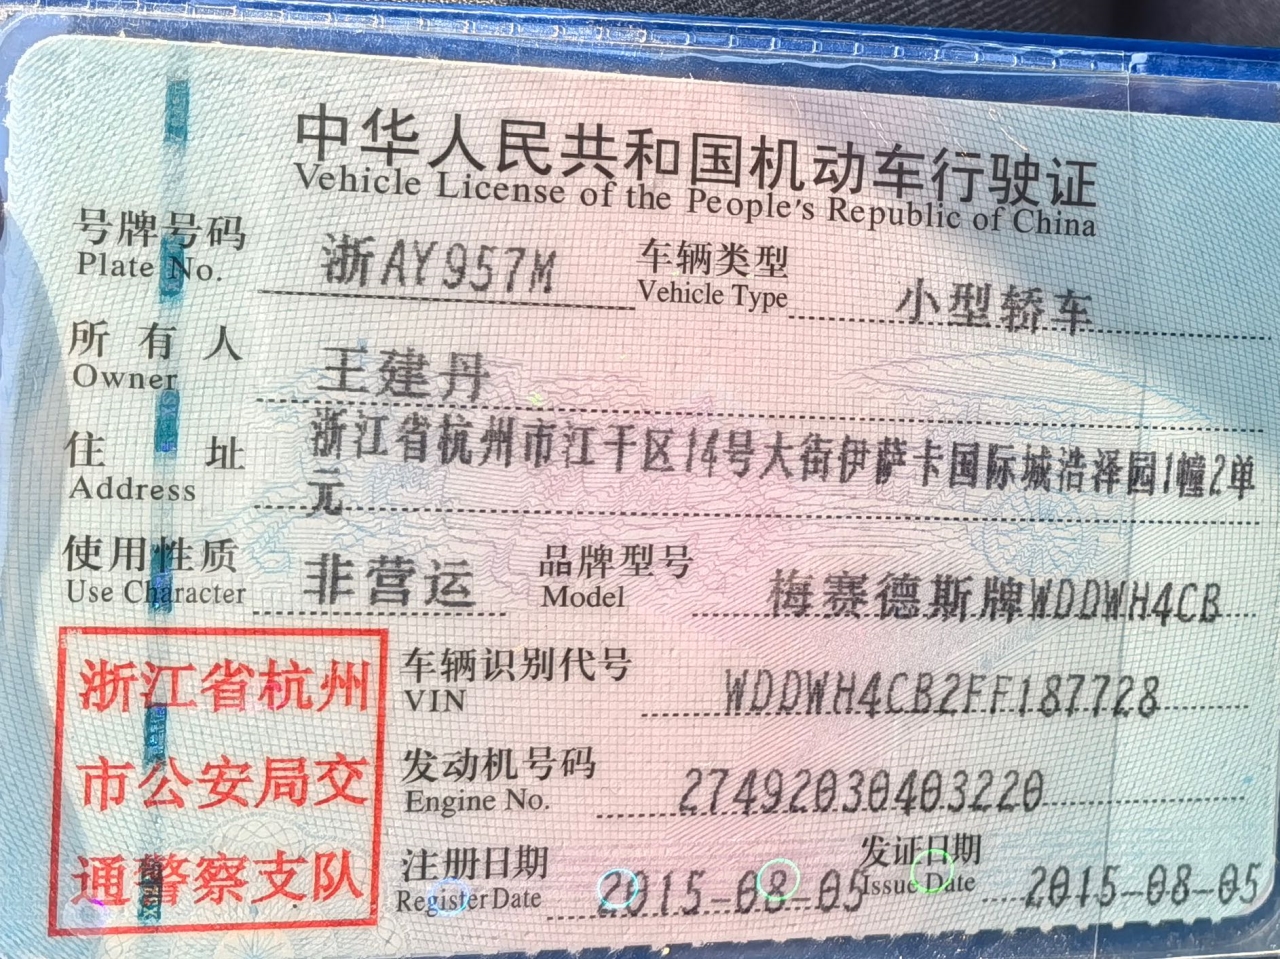 中华人民共和国机动车行驶证
Vehicle License of the People's Republic of China
号牌号码 浙AY957M 车辆类型 小型轿车
Plate No. Vehicle Type
所有人 王建丹
Owner
住址 浙江省杭州市江干区14号大街伊萨卡国际城浩泽园1幢2单
Address 元
使用性质 非营运 品牌型号 梅赛德斯牌WDDWH4CB
Use Character Model
浙江省杭州
市公安局交
通警察支队
车辆识别代号 WDDWH4CB2FF187728
VIN
发动机号码 27492030403220
Engine No.
注册日期 2015-08-05 发证日期 2015-08-05
Register Date Issue Date